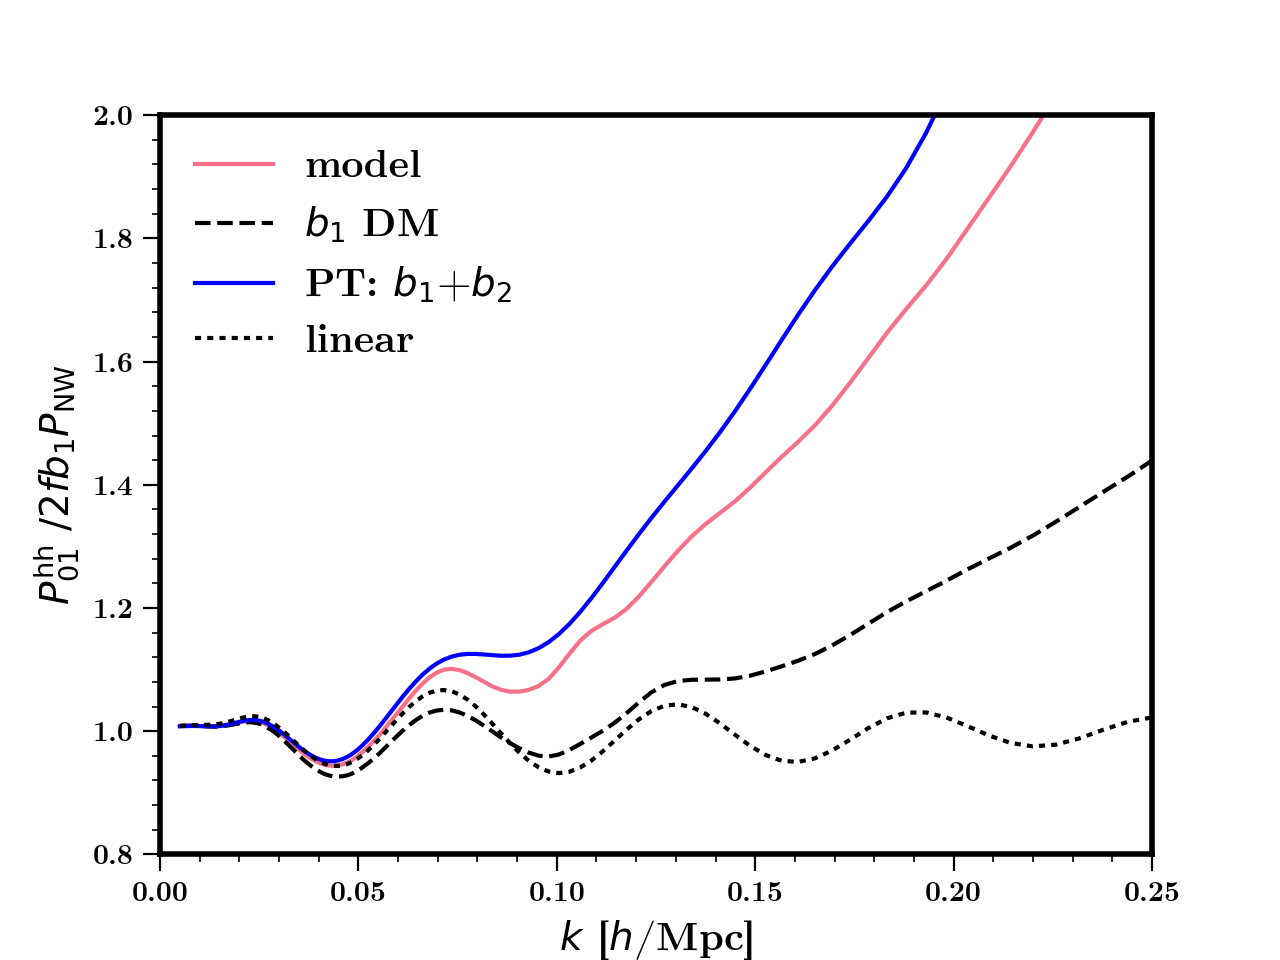 2.0
1.8
1.6
1.4
1.2
1.0
0.8
model
b₁ DM
PT: b₁+b₂
linear
P₀₁ʰʰ /2fb₁P_NW
0.00 0.05 0.10 0.15 0.20 0.25
k [h/Mpc]